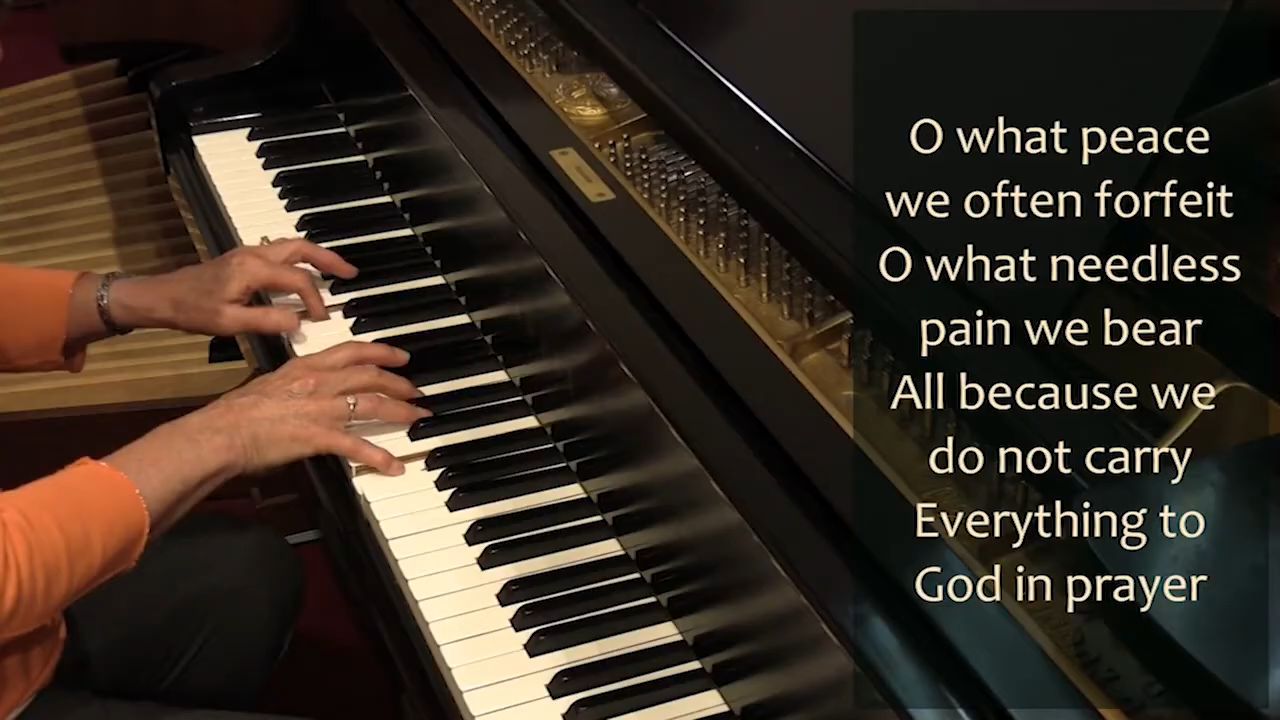 O what peace
we often forfeit
O what needless
pain we bear
All because we
do not carry
Everything to
God in prayer